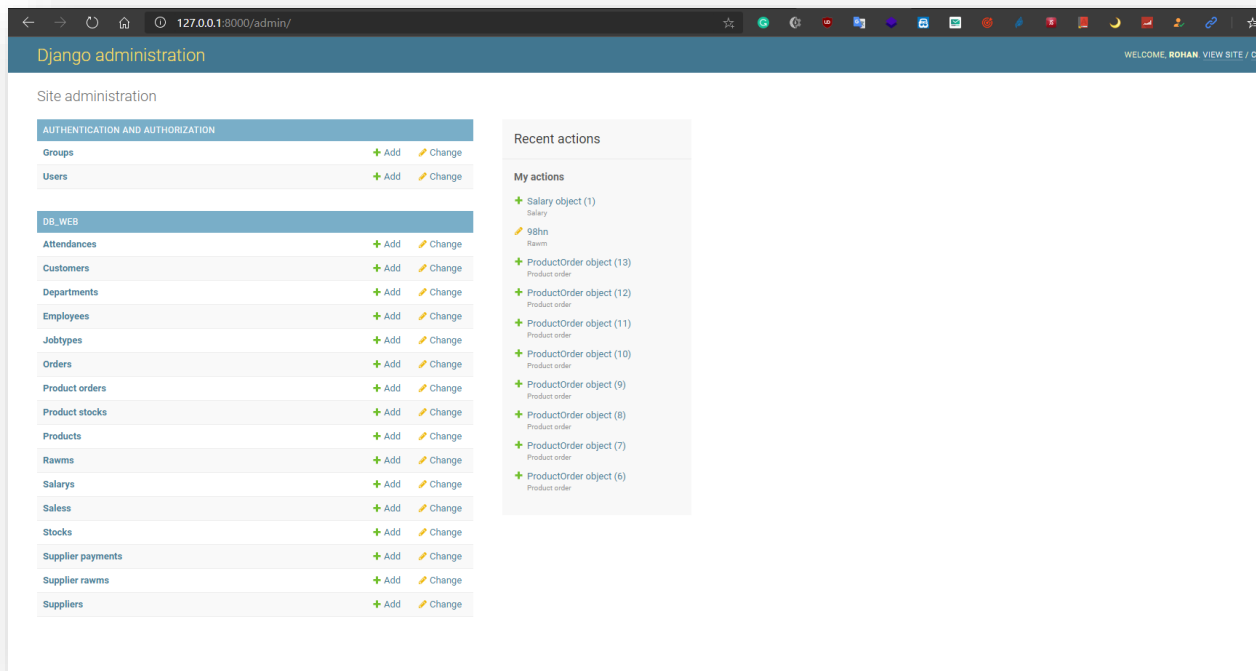 127.0.0.1:8000/admin/
Django administration
WELCOME, ROHAN. VIEW SITE / C
Site administration
AUTHENTICATION AND AUTHORIZATION
Groups + Add Change
Users + Add Change
DB_WEB
Attendances + Add Change
Customers + Add Change
Departments + Add Change
Employees + Add Change
Jobtypes + Add Change
Orders + Add Change
Product orders + Add Change
Product stocks + Add Change
Products + Add Change
Rawms + Add Change
Salarys + Add Change
Saless + Add Change
Stocks + Add Change
Supplier payments + Add Change
Supplier rawms + Add Change
Suppliers + Add Change
Recent actions
My actions
+ Salary object (1)
Salary
98hn
Rawm
+ ProductOrder object (13)
Product order
+ ProductOrder object (12)
Product order
+ ProductOrder object (11)
Product order
+ ProductOrder object (10)
Product order
+ ProductOrder object (9)
Product order
+ ProductOrder object (8)
Product order
+ ProductOrder object (7)
Product order
+ ProductOrder object (6)
Product order